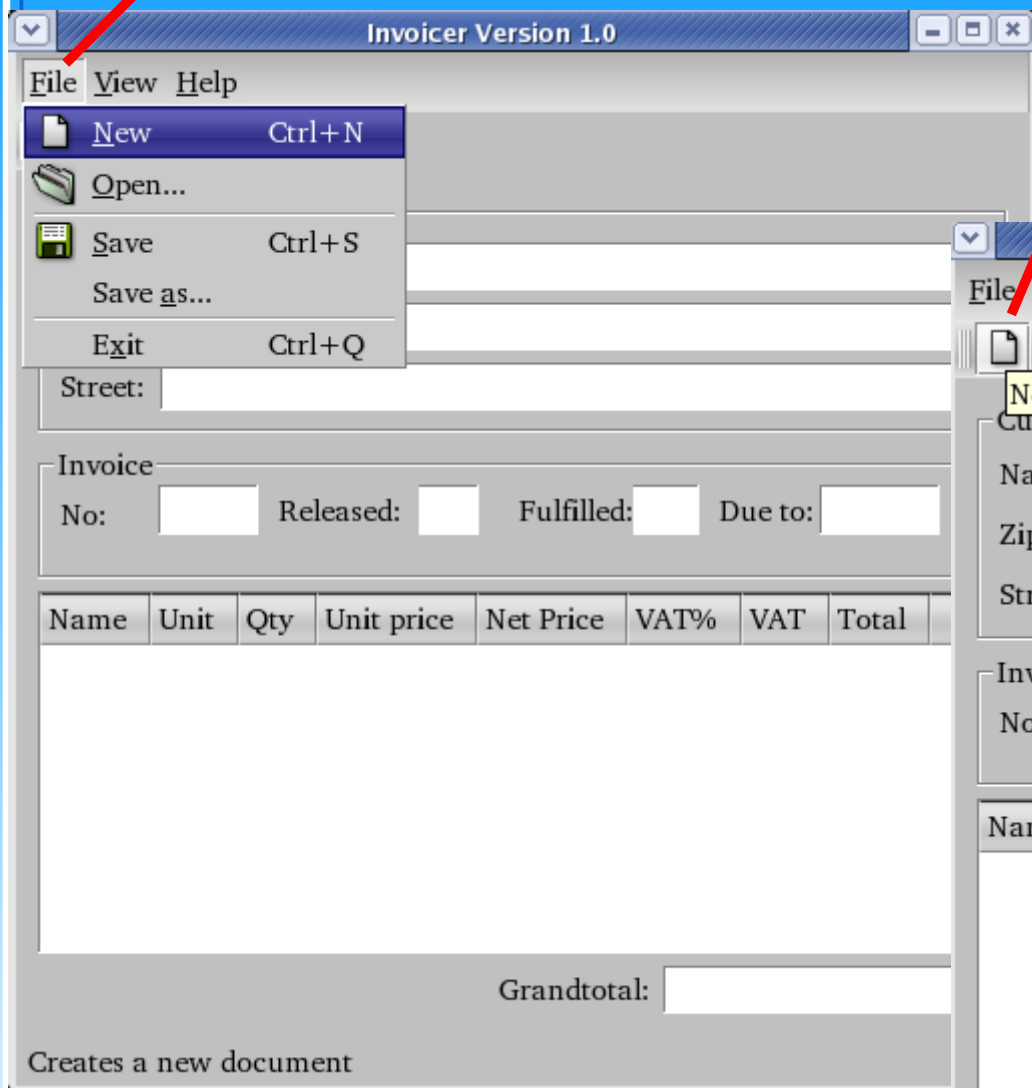 Invoicer Version 1.0
File View Help
New Ctrl+N
Open...
Save Ctrl+S
Save as...
Exit Ctrl+Q
Street:
Invoice
No: Released: Fulfilled: Due to:
Name Unit Qty Unit price Net Price VAT% VAT Total
Grandtotal:
Creates a new document
File